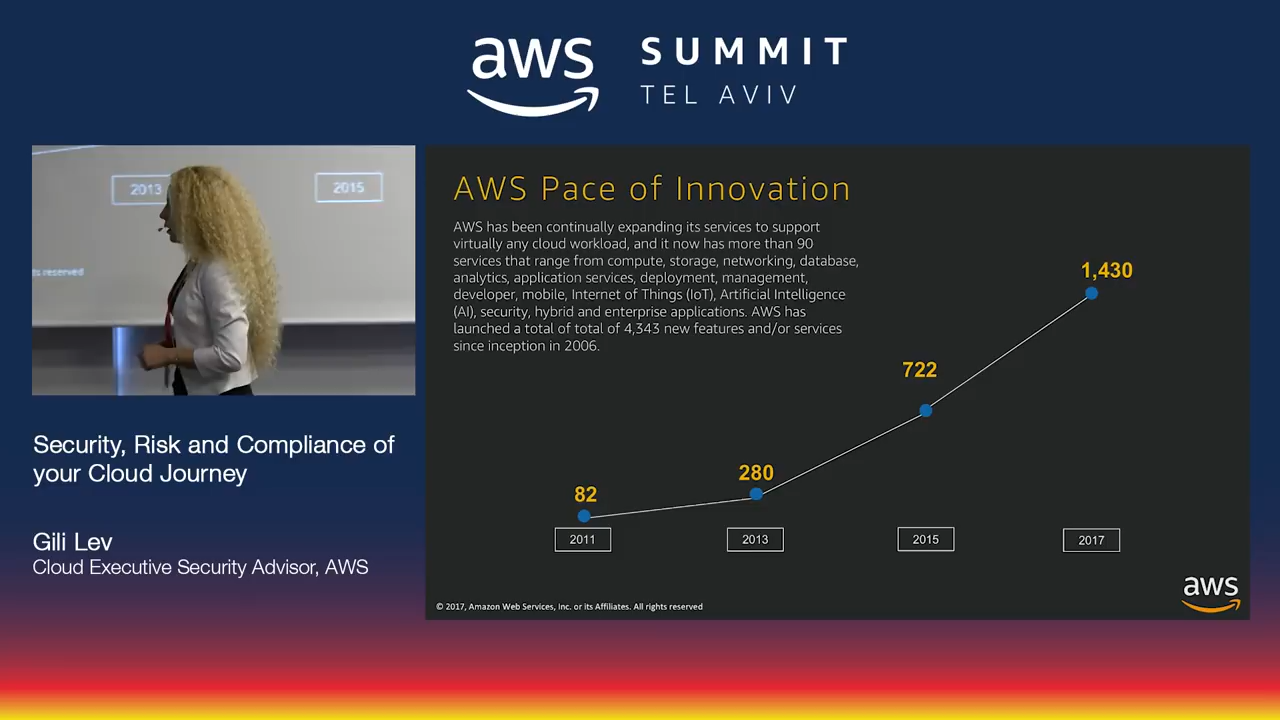 aws
SUMMIT
TEL AVIV
2013
2015
ts reserved
Security, Risk and Compliance of
your Cloud Journey
Gili Lev
Cloud Executive Security Advisor, AWS
AWS Pace of Innovation
AWS has been continually expanding its services to support
virtually any cloud workload, and it now has more than 90
services that range from compute, storage, networking, database,
analytics, application services, deployment, management,
developer, mobile, Internet of Things (IoT), Artificial Intelligence
(AI), security, hybrid and enterprise applications. AWS has
launched a total of total of 4,343 new features and/or services
since inception in 2006.
1,430
722
280
82
2011
2013
2015
2017
© 2017, Amazon Web Services, Inc. or its Affiliates. All rights reserved
aws